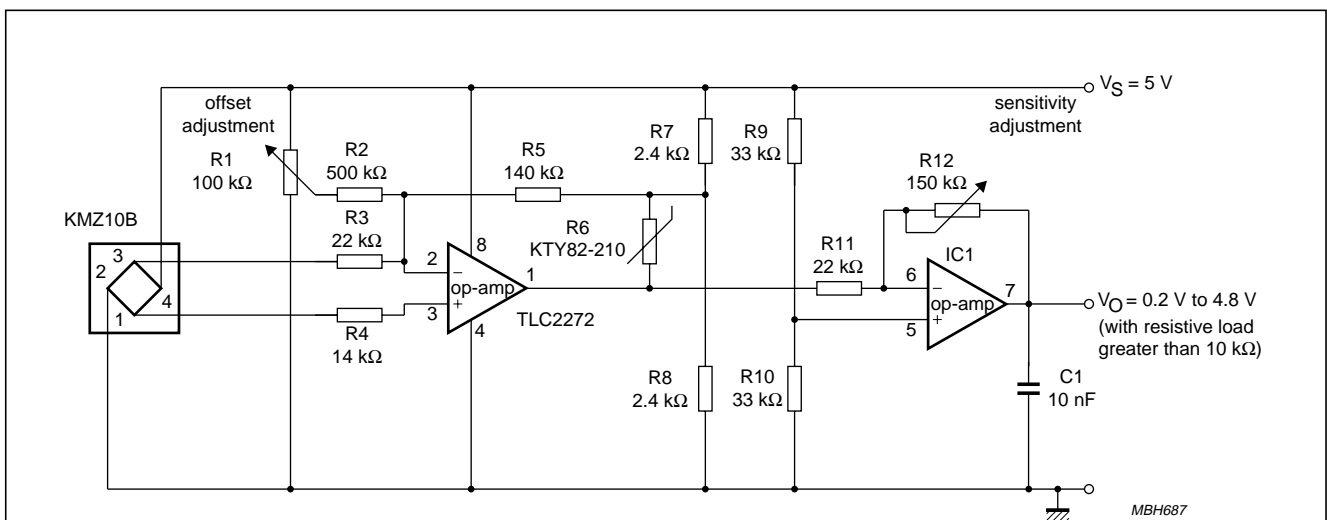 V_S = 5 V
offset
adjustment
sensitivity
adjustment
R1
100 kΩ
R2
500 kΩ
R5
140 kΩ
R7
2.4 kΩ
R9
33 kΩ
R12
150 kΩ
KMZ10B
R3
22 kΩ
R6
KTY82-210
R11
22 kΩ
IC1
2
3
4
1
2
−
8
op-amp
1
+
3
4
TLC2272
6
−
op-amp
7
5
+
V_O = 0.2 V to 4.8 V
(with resistive load
greater than 10 kΩ)
R4
14 kΩ
R8
2.4 kΩ
R10
33 kΩ
C1
10 nF
MBH687